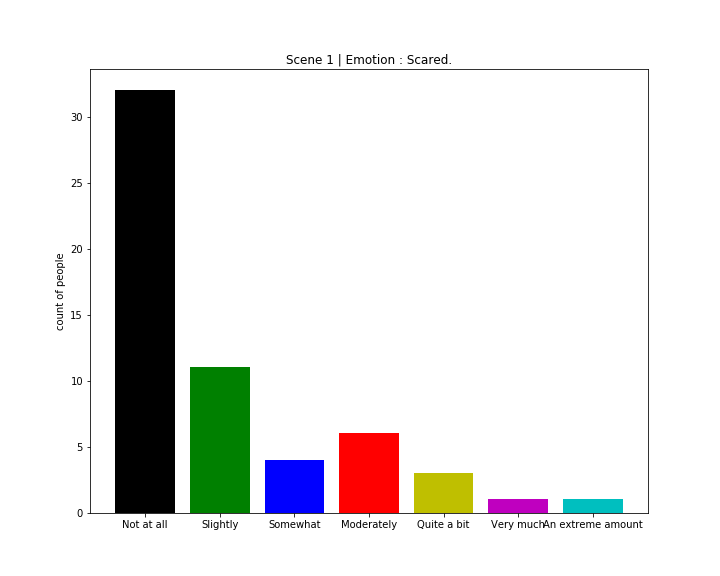 Scene 1 | Emotion : Scared.
count of people
30
25
20
15
10
5
0
Not at all
Slightly
Somewhat
Moderately
Quite a bit
Very much
An extreme amount